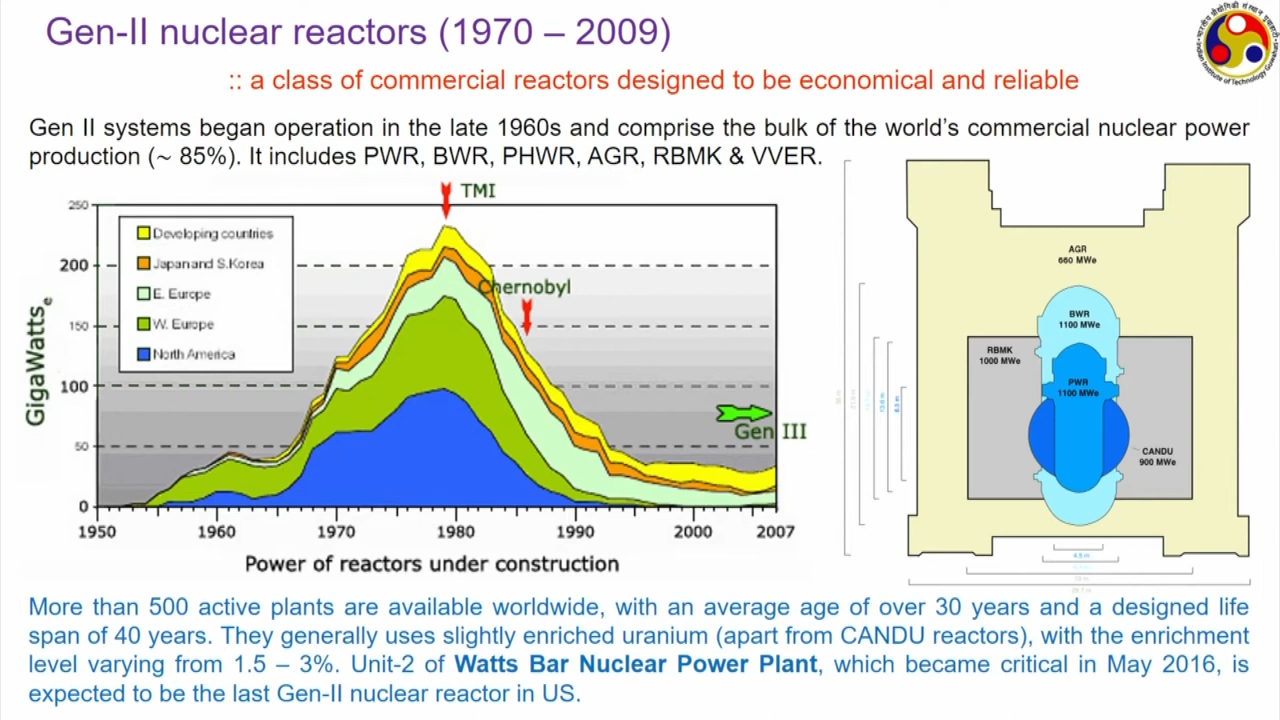 Gen-II nuclear reactors (1970 – 2009)
:: a class of commercial reactors designed to be economical and reliable
Gen II systems began operation in the late 1960s and comprise the bulk of the world's commercial nuclear power
production (~ 85%). It includes PWR, BWR, PHWR, AGR, RBMK & VVER.
TMI
Chernobyl
Gen III
Developing countries
Japan and S.Korea
E. Europe
W. Europe
North America
GigaWattsₑ
250
200
150
100
50
0
1950
1960
1970
1980
1990
2000
2007
Power of reactors under construction
AGR
660 MWe
BWR
1100 MWe
RBMK
1000 MWe
PWR
1100 MWe
CANDU
900 MWe
More than 500 active plants are available worldwide, with an average age of over 30 years and a designed life
span of 40 years. They generally uses slightly enriched uranium (apart from CANDU reactors), with the enrichment
level varying from 1.5 – 3%. Unit-2 of Watts Bar Nuclear Power Plant, which became critical in May 2016, is
expected to be the last Gen-II nuclear reactor in US.
Indian Institute of Technology Guwahati